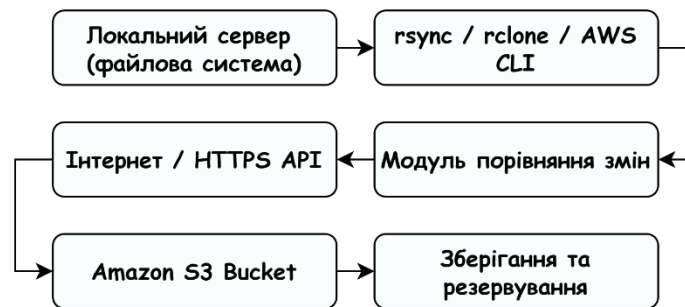 Локальний сервер
(файлова система)
rsync / rclone / AWS
CLI
Інтернет / HTTPS API
Модуль порівняння змін
Amazon S3 Bucket
Зберігання та
резервування